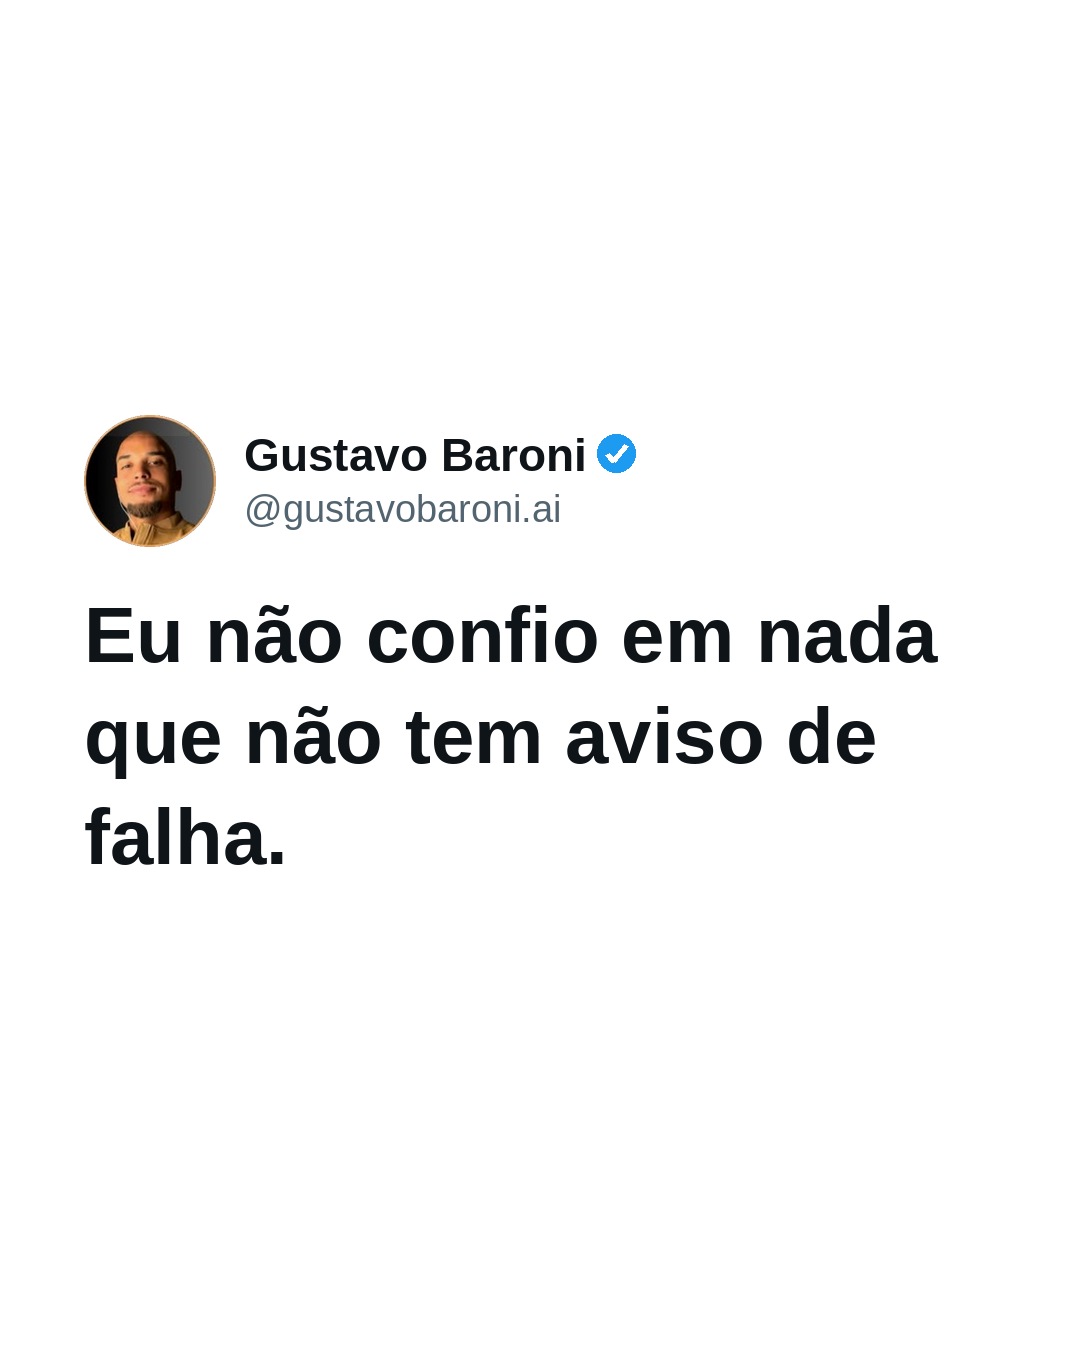 Gustavo Baroni
@gustavobaroni.ai
Eu não confio em nada
que não tem aviso de
falha.